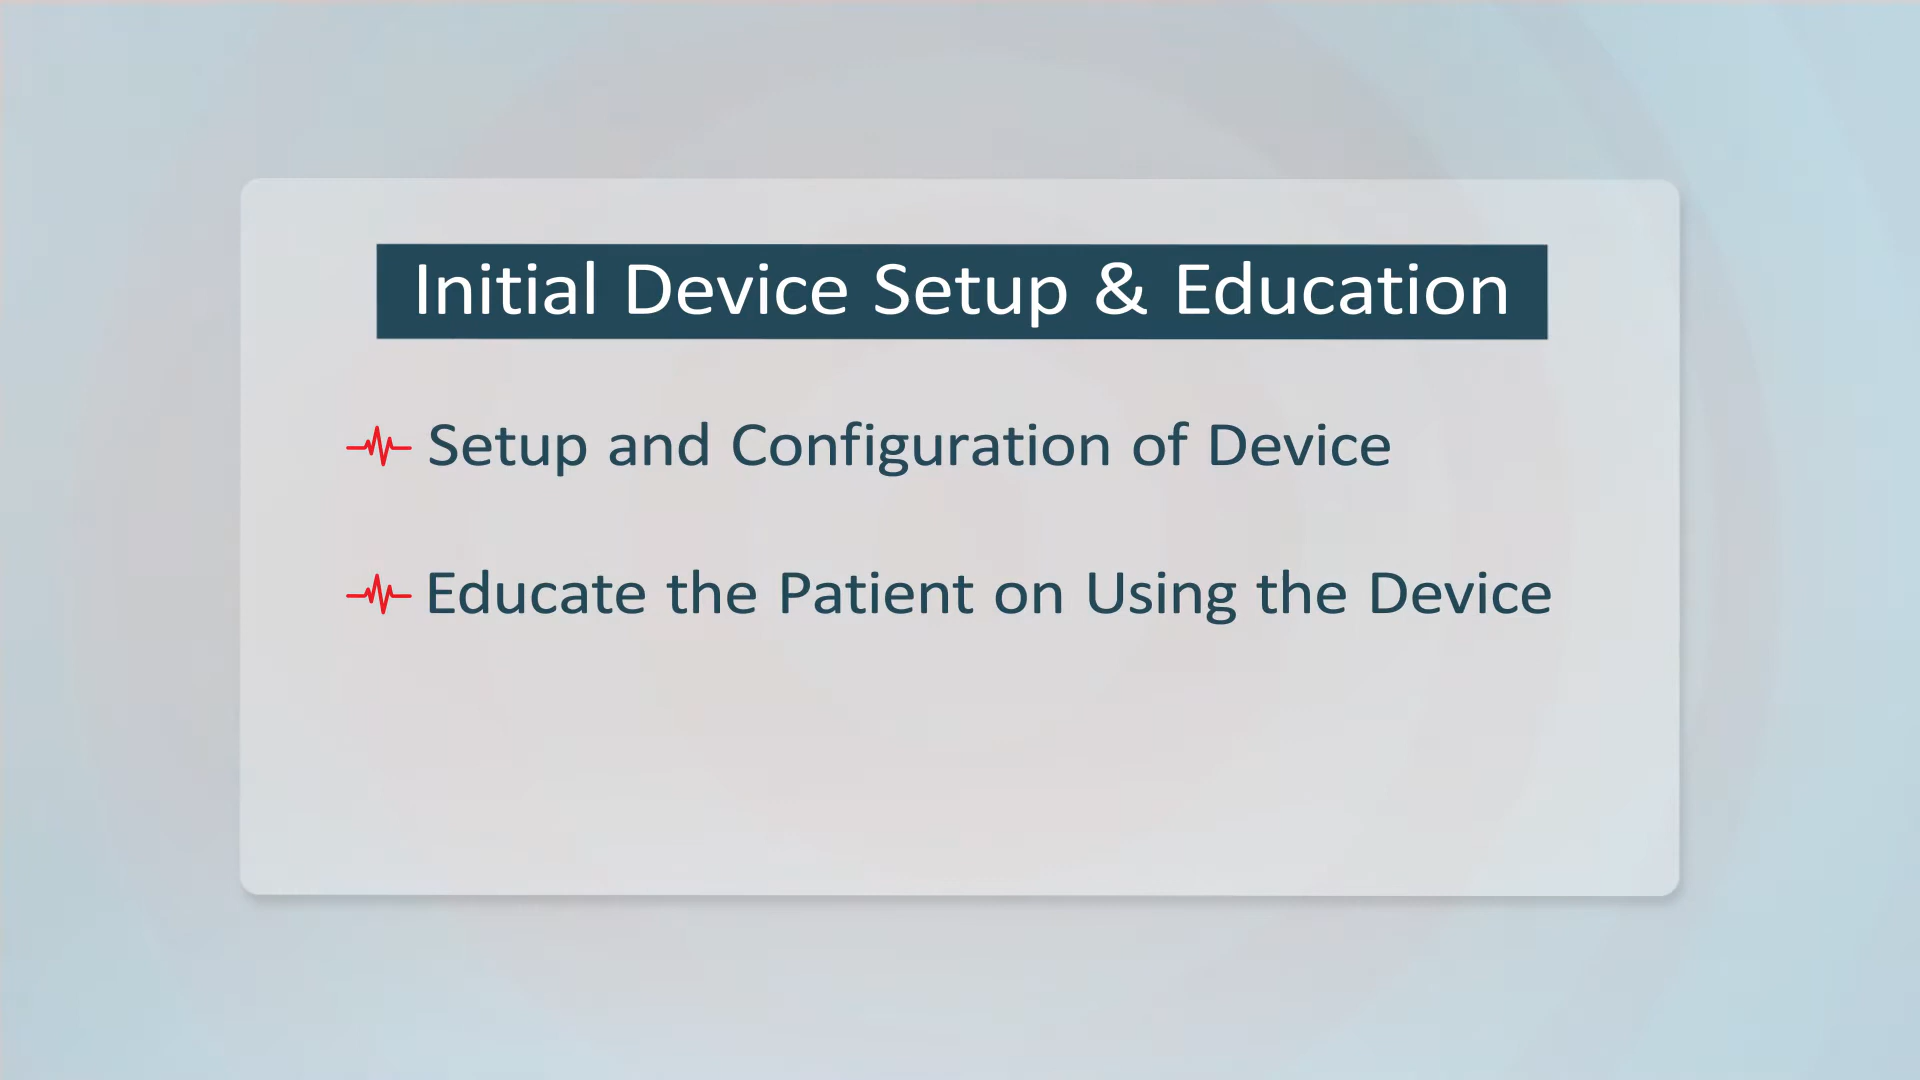 Initial Device Setup & Education
Setup and Configuration of Device
Educate the Patient on Using the Device